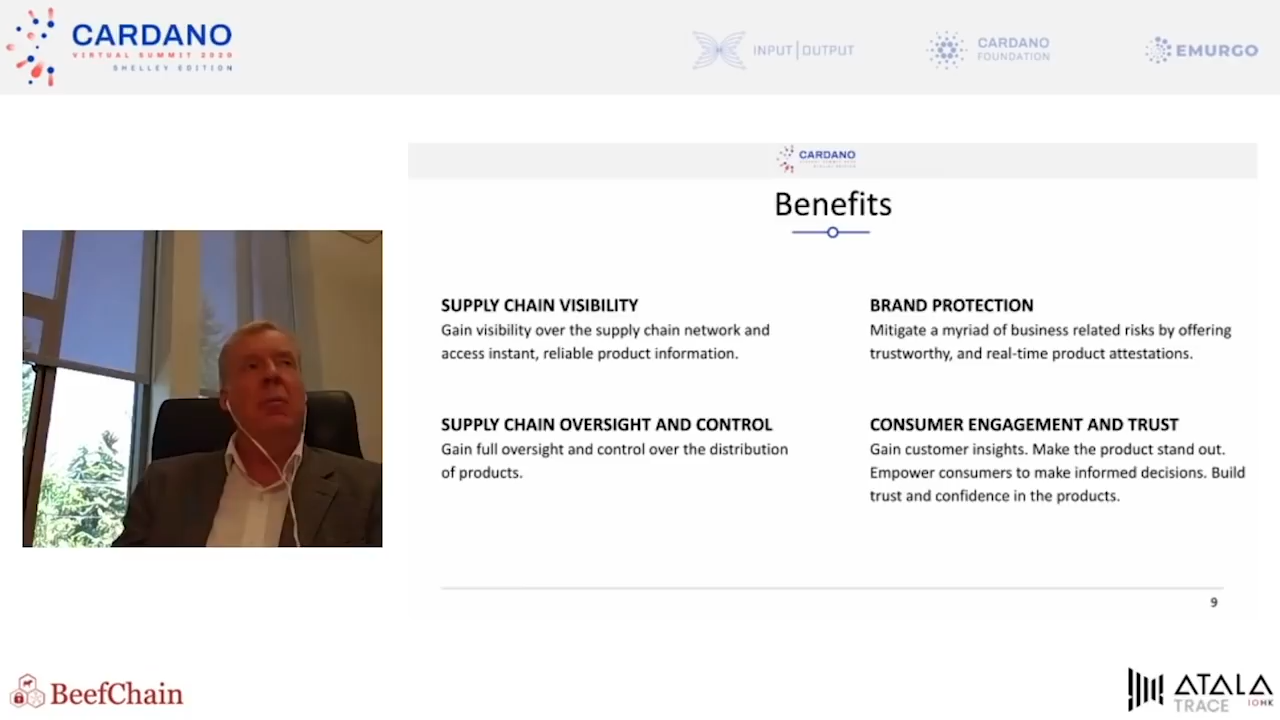 CARDANO
VIRTUAL SUMMIT 2020
SHELLEY EDITION
INPUT|OUTPUT
CARDANO
FOUNDATION
EMURGO
CARDANO
Benefits
SUPPLY CHAIN VISIBILITY
Gain visibility over the supply chain network and
access instant, reliable product information.
BRAND PROTECTION
Mitigate a myriad of business related risks by offering
trustworthy, and real-time product attestations.
SUPPLY CHAIN OVERSIGHT AND CONTROL
Gain full oversight and control over the distribution
of products.
CONSUMER ENGAGEMENT AND TRUST
Gain customer insights. Make the product stand out.
Empower consumers to make informed decisions. Build
trust and confidence in the products.
9
BeefChain
ATALA
TRACE IOHK